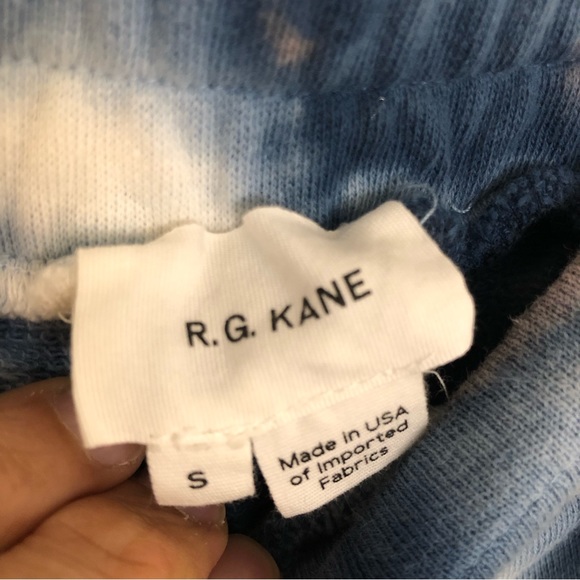 R.G. KANE
S
Made in USA
of Imported
Fabrics